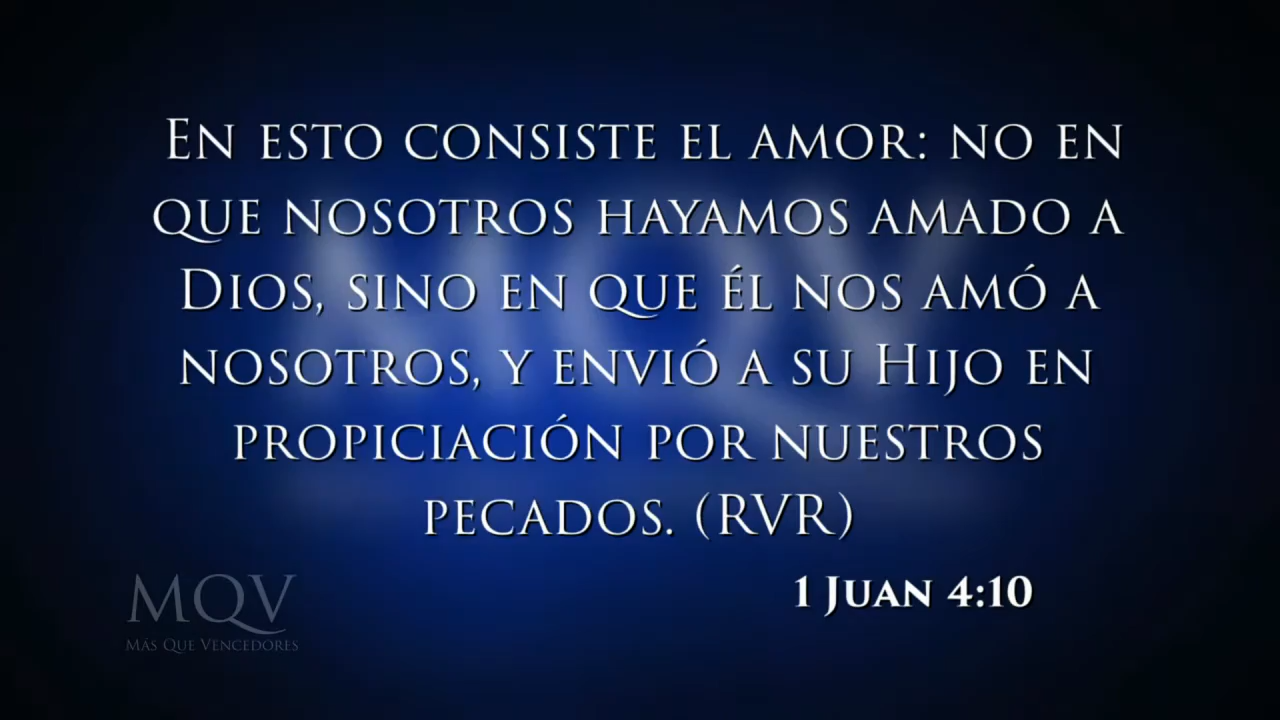 En esto consiste el amor: no en
que nosotros hayamos amado a
Dios, sino en que Él nos amó a
nosotros, y envió a su Hijo en
propiciación por nuestros
pecados. (RVR)
1 Juan 4:10
MQV
Más Que Vencedores